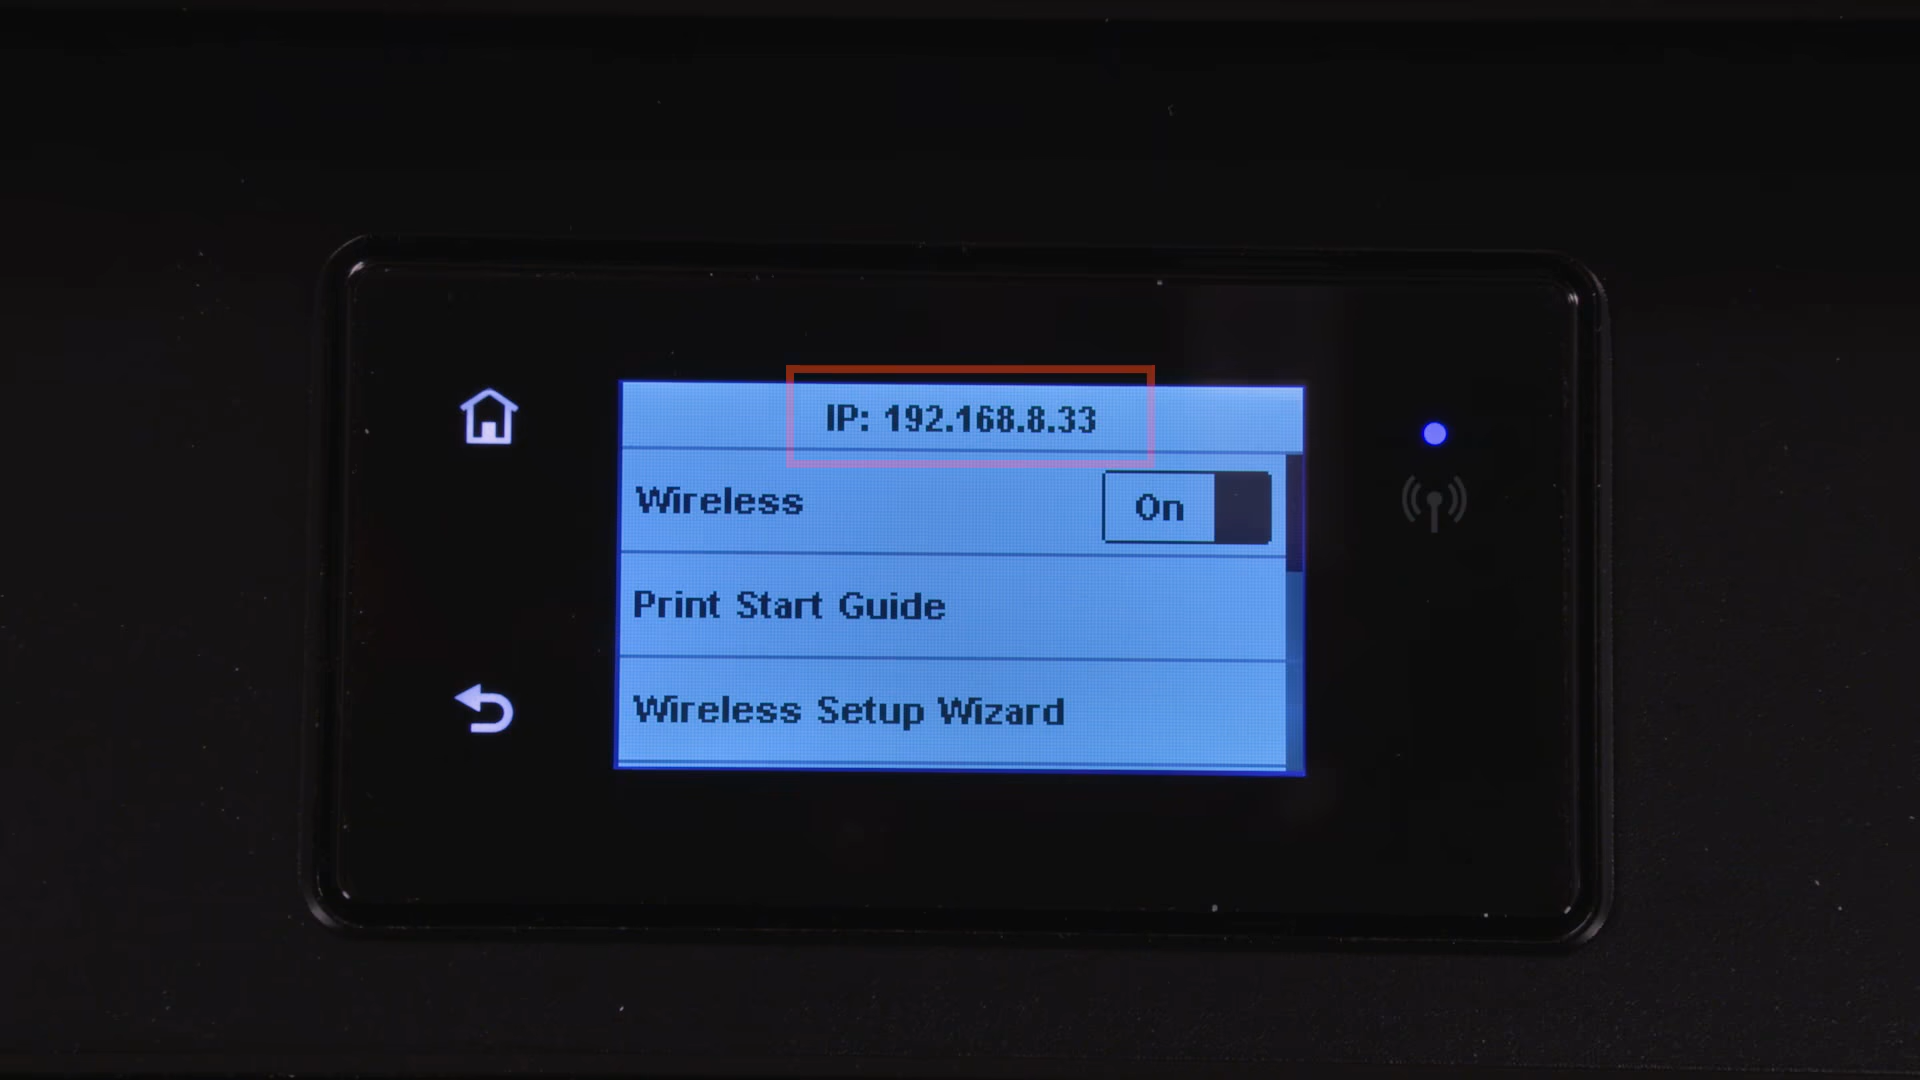 IP: 192.168.8.33
Wireless
On
Print Start Guide
Wireless Setup Wizard